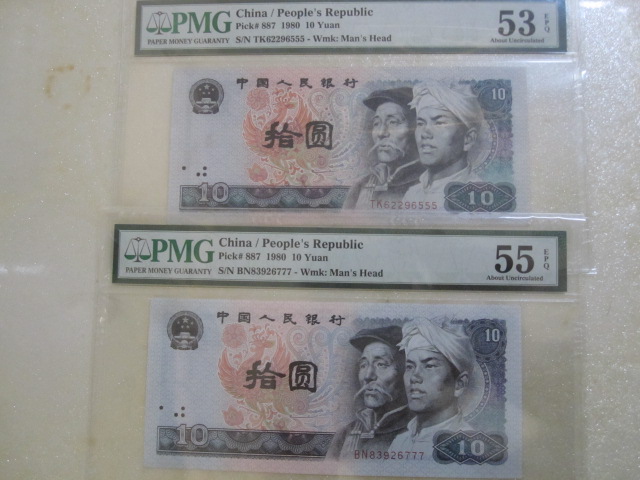 PMG
PAPER MONEY GUARANTY
China / People's Republic
Pick# 887 1980 10 Yuan
S/N TK62296555 - Wmk: Man's Head
53 EPQ
About Uncirculated
中国人民银行
10
拾圆
10
TK62296555
10
PMG
PAPER MONEY GUARANTY
China / People's Republic
Pick# 887 1980 10 Yuan
S/N BN83926777 - Wmk: Man's Head
55 EPQ
About Uncirculated
中国人民银行
10
拾圆
10
BN83926777
10